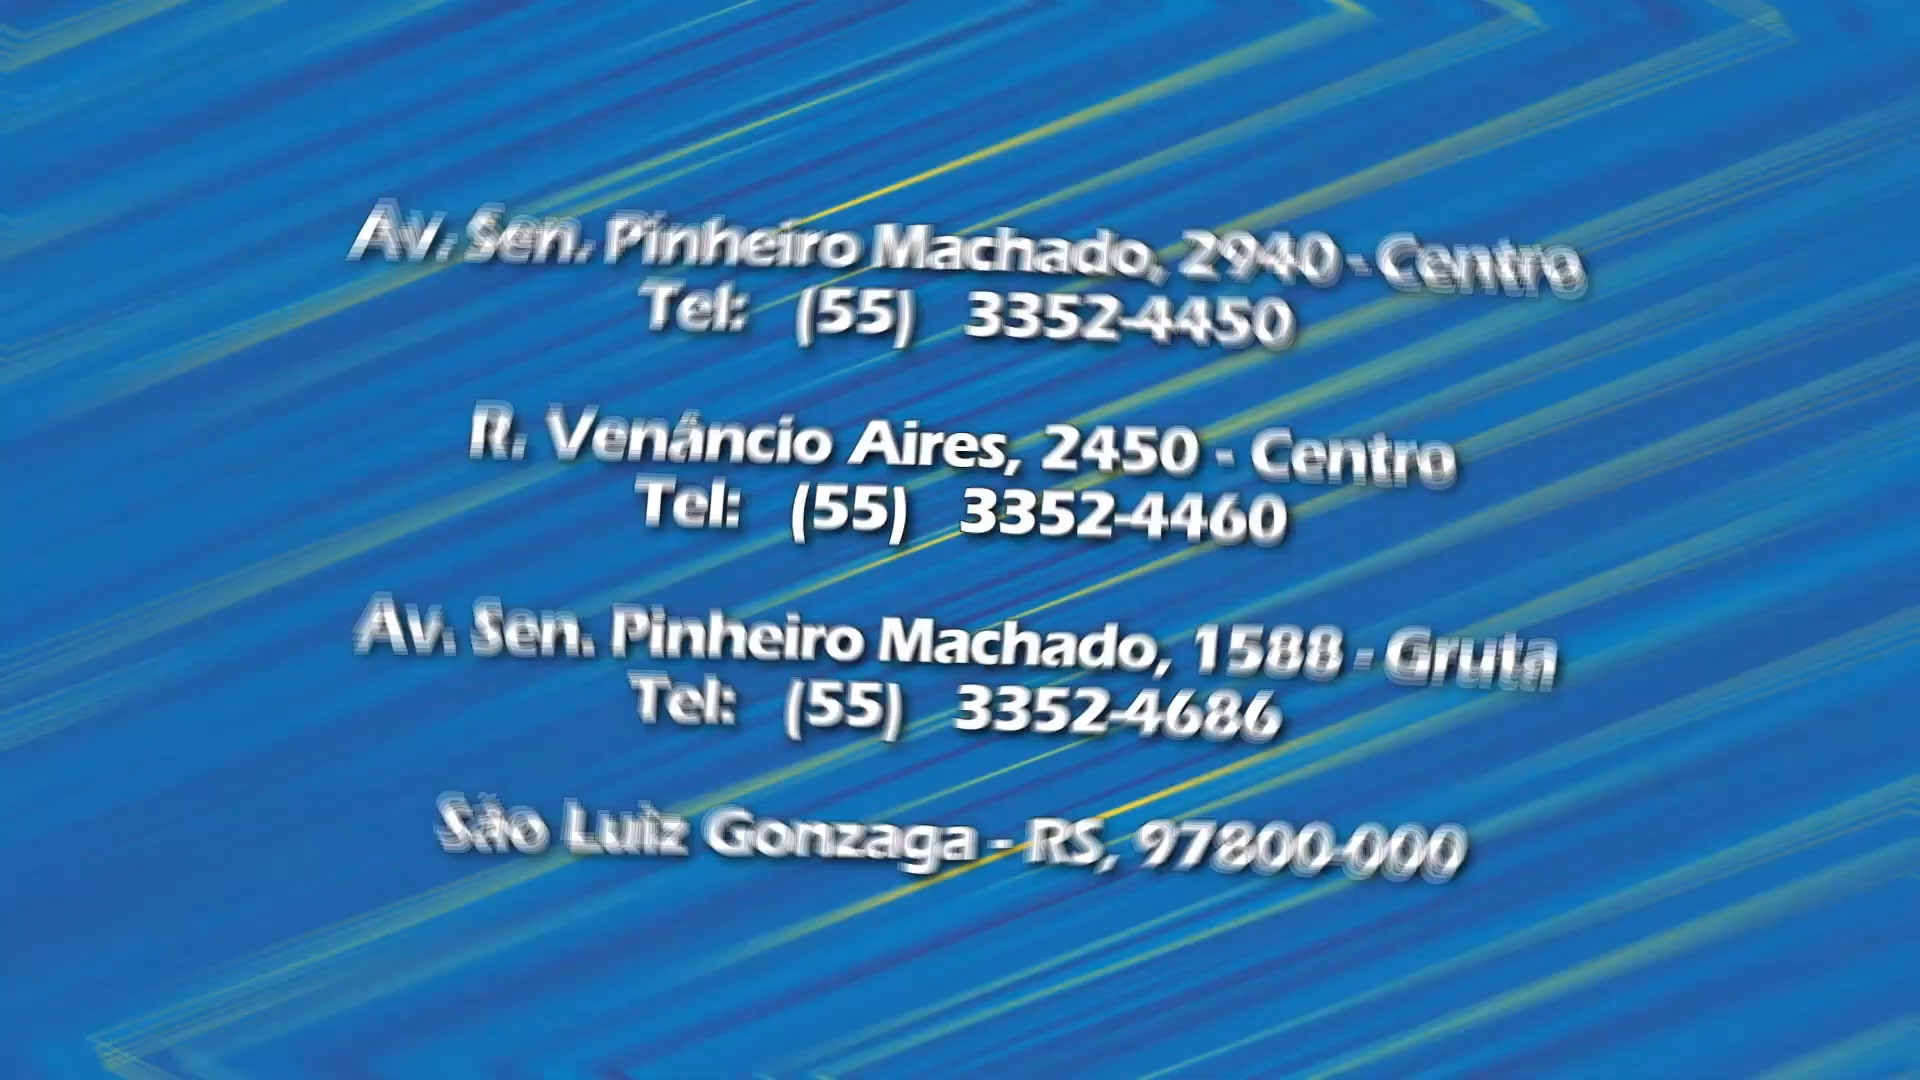 Av. Sen. Pinheiro Machado, 2940 - Centro
Tel: (55) 3352-4450
R. Venâncio Aires, 2450 - Centro
Tel: (55) 3352-4460
Av. Sen. Pinheiro Machado, 1588 - Gruta
Tel: (55) 3352-4686
São Luiz Gonzaga - RS, 97800-000